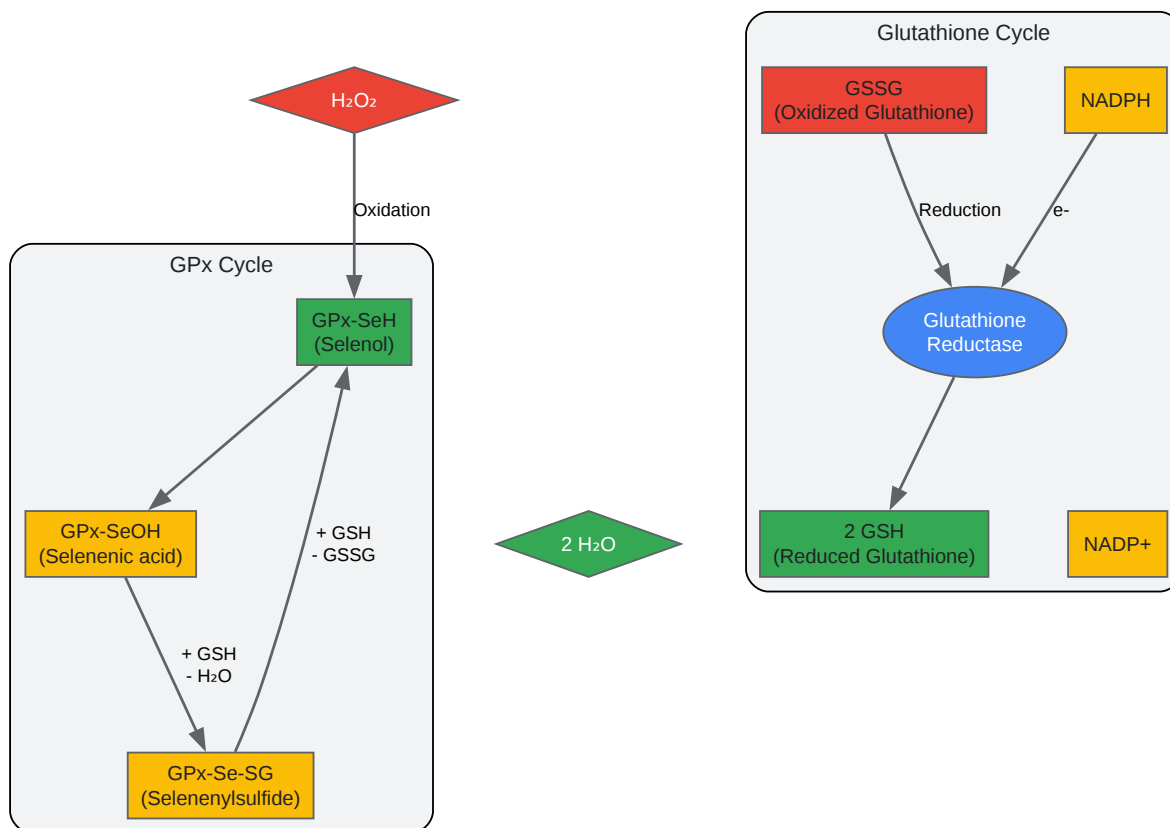 Glutathione Cycle
H₂O₂
GSSG
(Oxidized Glutathione)
NADPH
Oxidation
Reduction
e-
GPx Cycle
GPx-SeH
(Selenol)
Glutathione
Reductase
GPx-SeOH
(Selenenic acid)
+ GSH
- GSSG
2 H₂O
2 GSH
(Reduced Glutathione)
NADP+
+ GSH
- H₂O
GPx-Se-SG
(Selenenylsulfide)